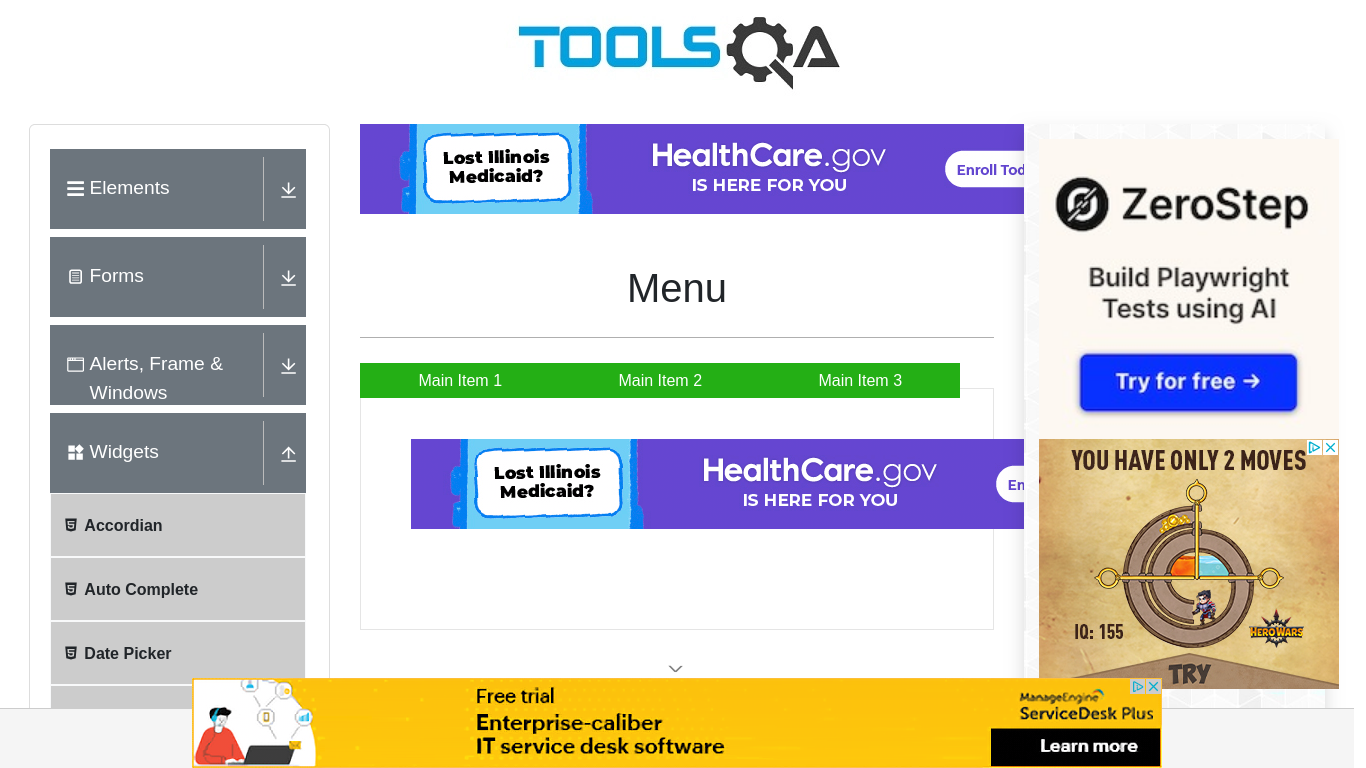 TOOLSQA
Elements
Forms
Alerts, Frame &
Windows
Widgets
Accordian
Auto Complete
Date Picker
Lost Illinois
Medicaid?
HealthCare.gov
IS HERE FOR YOU
Enroll Tod
Menu
Main Item 1
Main Item 2
Main Item 3
Lost Illinois
Medicaid?
HealthCare.gov
IS HERE FOR YOU
En
ZeroStep
Build Playwright
Tests using AI
Try for free →
YOU HAVE ONLY 2 MOVES
IQ: 155
HEROWARS
TRY
Free trial
Enterprise-caliber
IT service desk software
ManageEngine
ServiceDesk Plus
Learn more